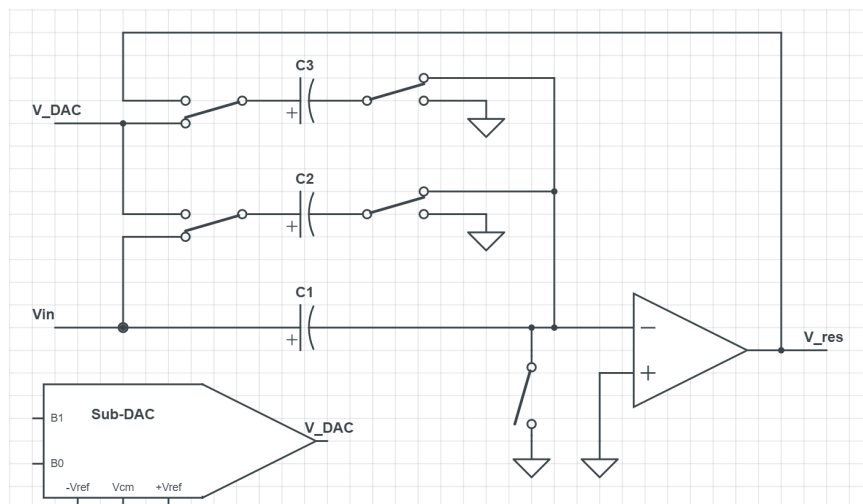 C3
+
V_DAC
C2
+
C1
Vin
+
−
V_res
+
Sub-DAC
V_DAC
B1
B0
-Vref
Vcm
+Vref